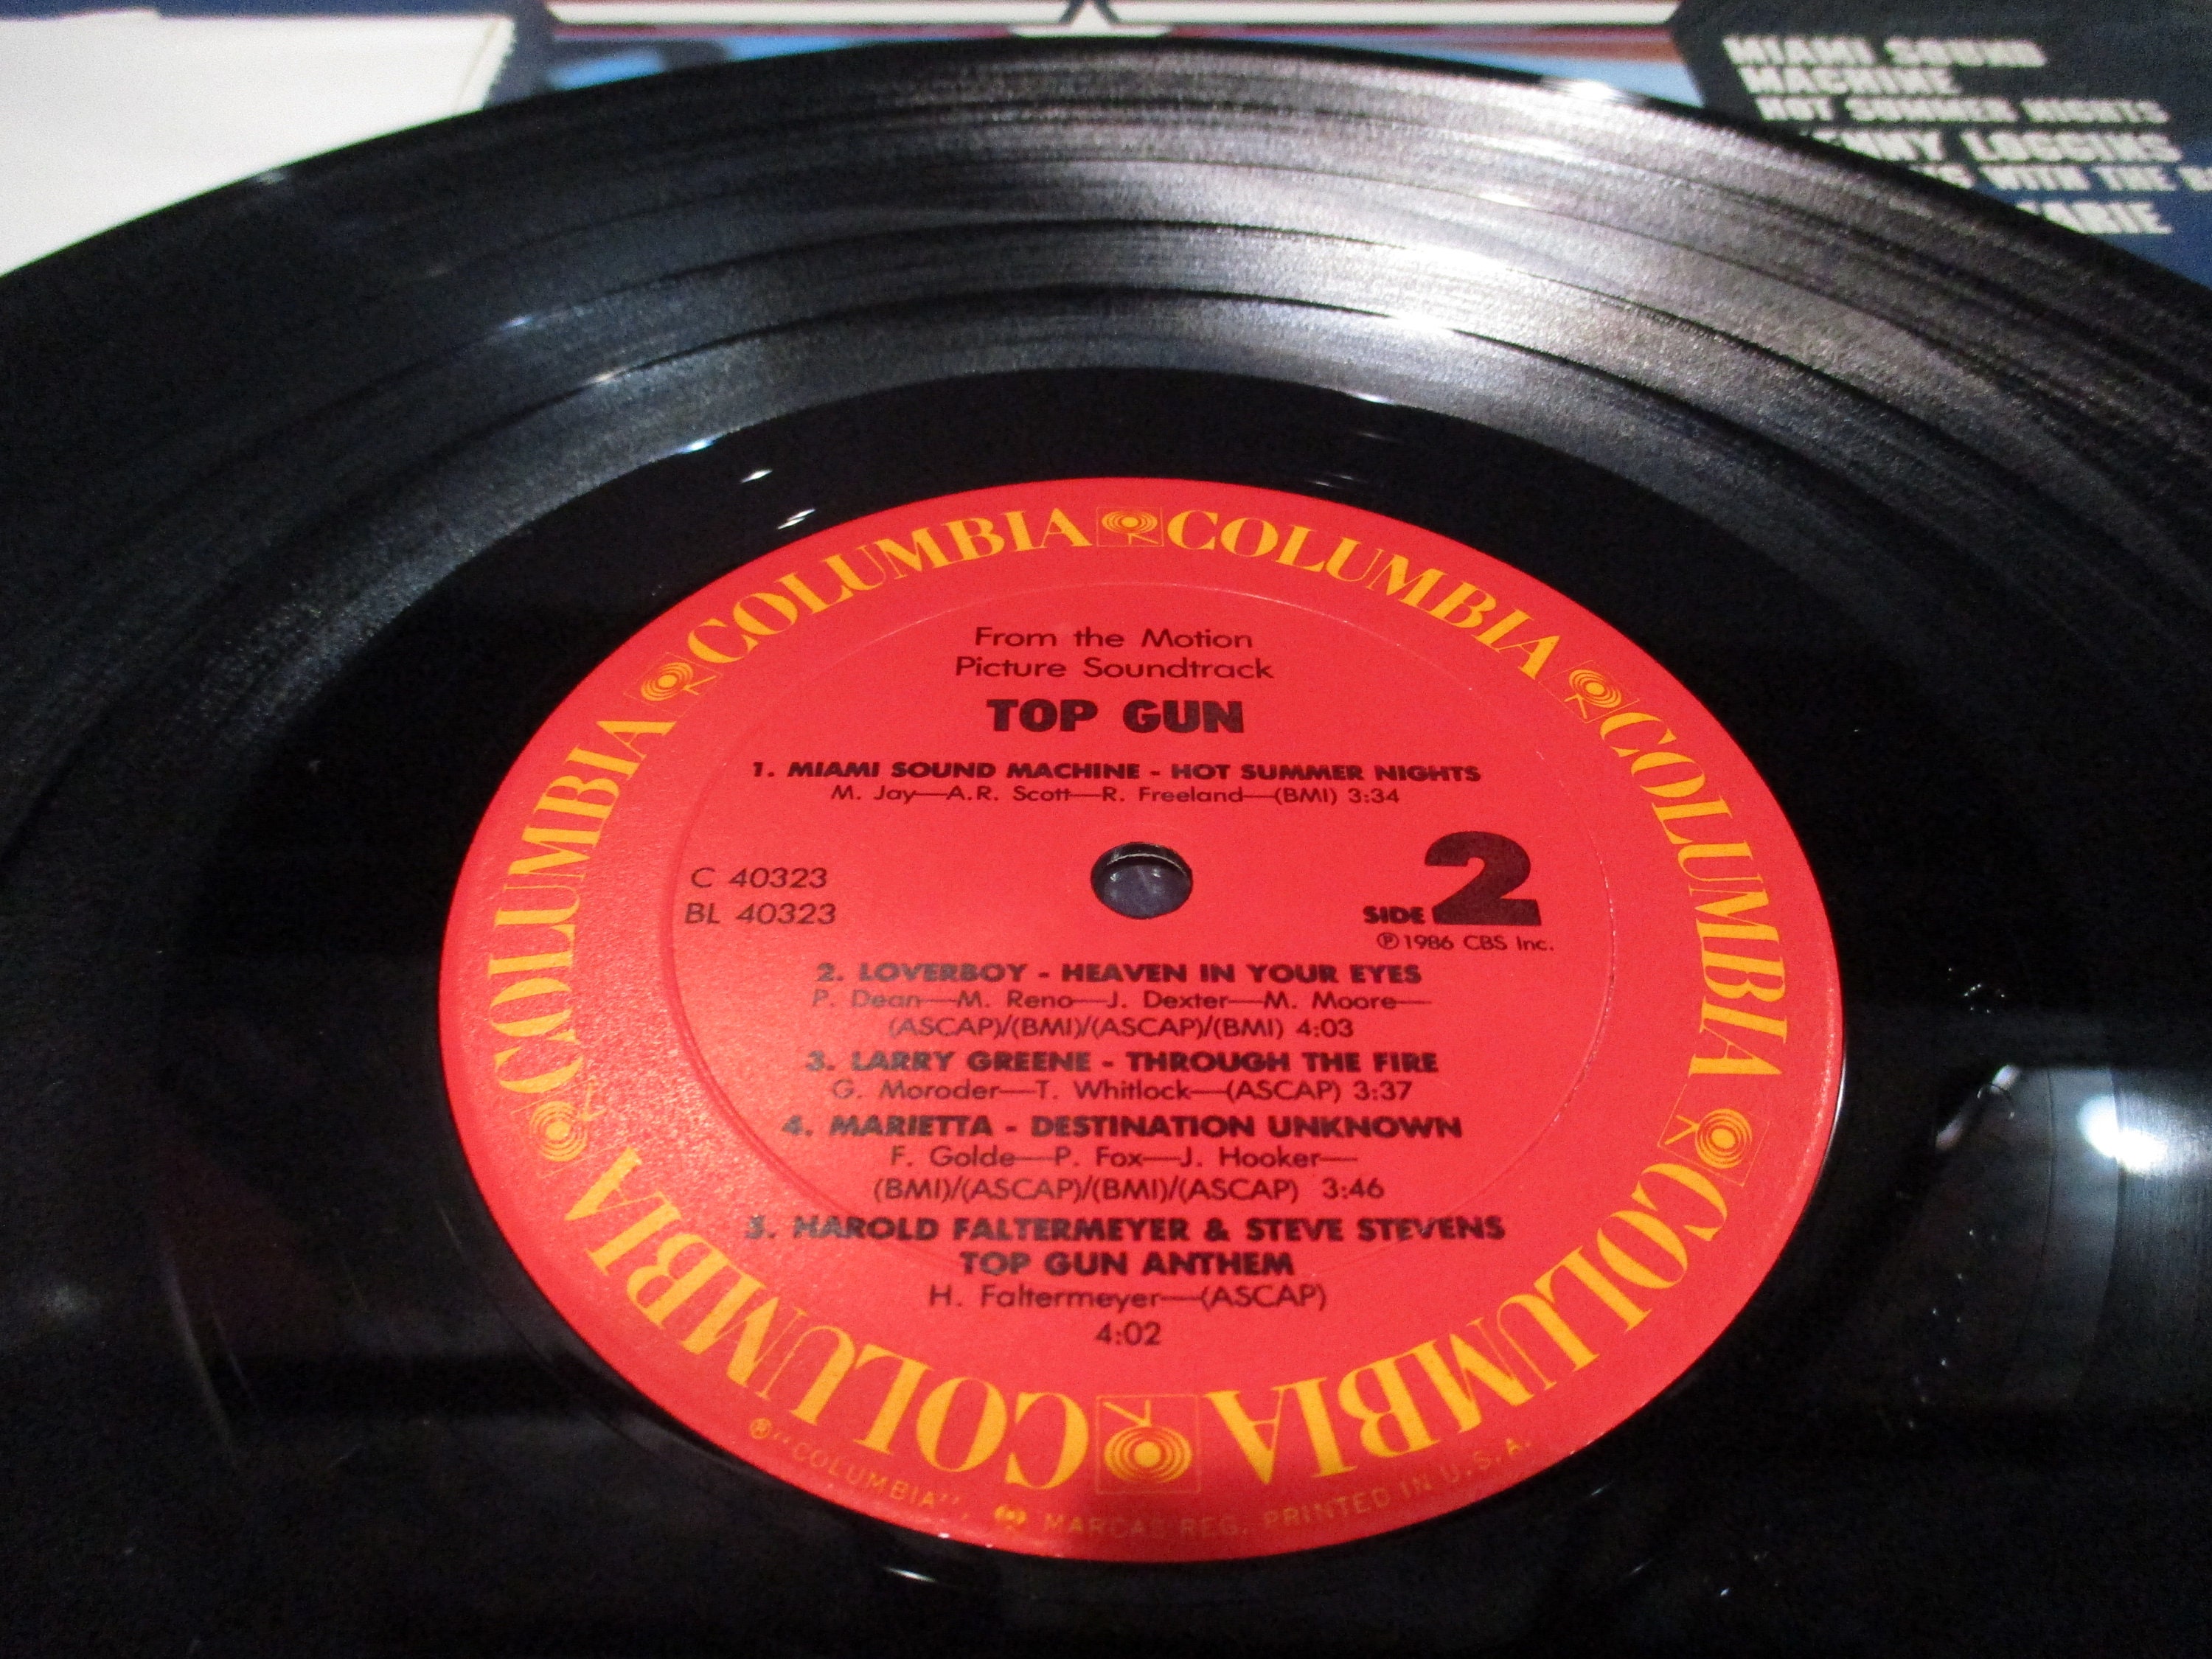 MIAMI SOUND
MACHINE
HOT SUMMER NIGHTS
LOGGINS
WITH THE
COLUMBIA COLUMBIA COLUMBIA COLUMBIA COLUMBIA COLUMBIA
From the Motion
Picture Soundtrack
TOP GUN
1. MIAMI SOUND MACHINE - HOT SUMMER NIGHTS
M. Jay—A.R. Scott—R. Freeland—(BMI) 3:34
C 40323
BL 40323
SIDE 2
℗1986 CBS Inc.
2. LOVERBOY - HEAVEN IN YOUR EYES
P. Dean—M. Reno—J. Dexter—M. Moore—
(ASCAP)/(BMI)/(ASCAP)/(BMI) 4:03
3. LARRY GREENE - THROUGH THE FIRE
G. Moroder—T. Whitlock—(ASCAP) 3:37
4. MARIETTA - DESTINATION UNKNOWN
F. Golde—P. Fox—J. Hooker—
(BMI)/(ASCAP)/(BMI)/(ASCAP) 3:46
5. HAROLD FALTERMEYER & STEVE STEVENS
TOP GUN ANTHEM
H. Faltermeyer—(ASCAP)
4:02
® "COLUMBIA", MARCAS REG. PRINTED IN U.S.A.